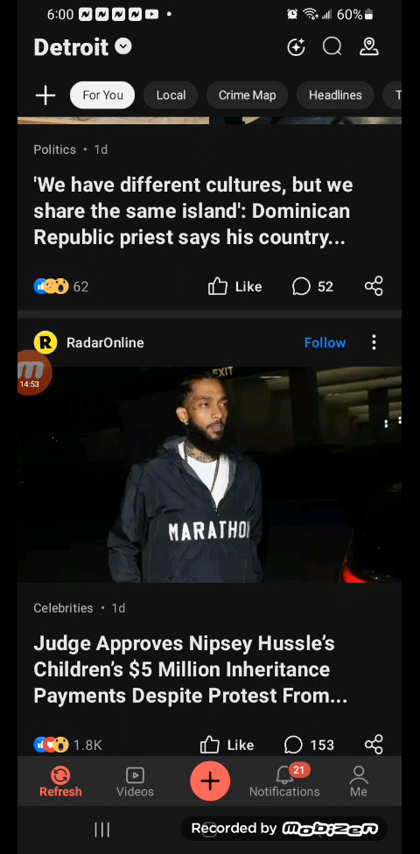 6:00
60%
Detroit
For You
Local
Crime Map
Headlines
T
Politics • 1d
'We have different cultures, but we
share the same island': Dominican
Republic priest says his country...
62
Like
52
R
RadarOnline
Follow
14:53
EXIT
MARATHON
Celebrities • 1d
Judge Approves Nipsey Hussle’s
Children’s $5 Million Inheritance
Payments Despite Protest From...
1.8K
Like
153
21
Refresh
Videos
Notifications
Me
Recorded by MOBIZEN